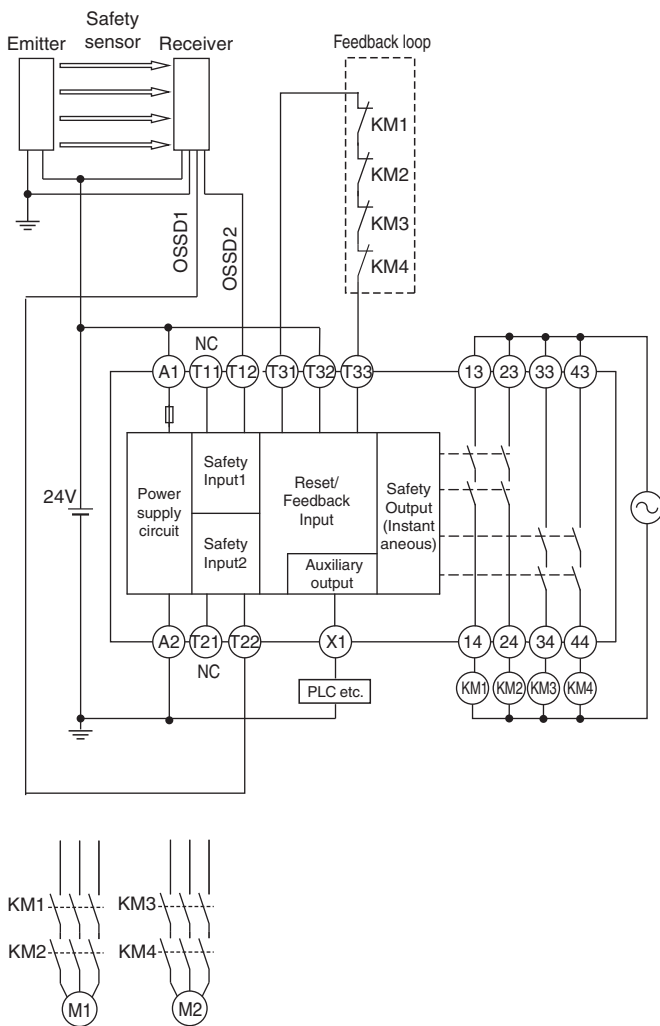 Safety
sensor
Emitter
Receiver
Feedback loop
KM1
KM2
KM3
KM4
OSSD1
OSSD2
NC
A1
T11
T12
T31
T32
T33
13
23
33
43
24V
Power
supply
circuit
Safety
Input1
Safety
Input2
Reset/
Feedback
Input
Auxiliary
output
Safety
Output
(Instant
aneous)
A2
T21
T22
X1
14
24
34
44
NC
PLC etc.
KM1
KM2
KM3
KM4
KM1
KM2
M1
KM3
KM4
M2